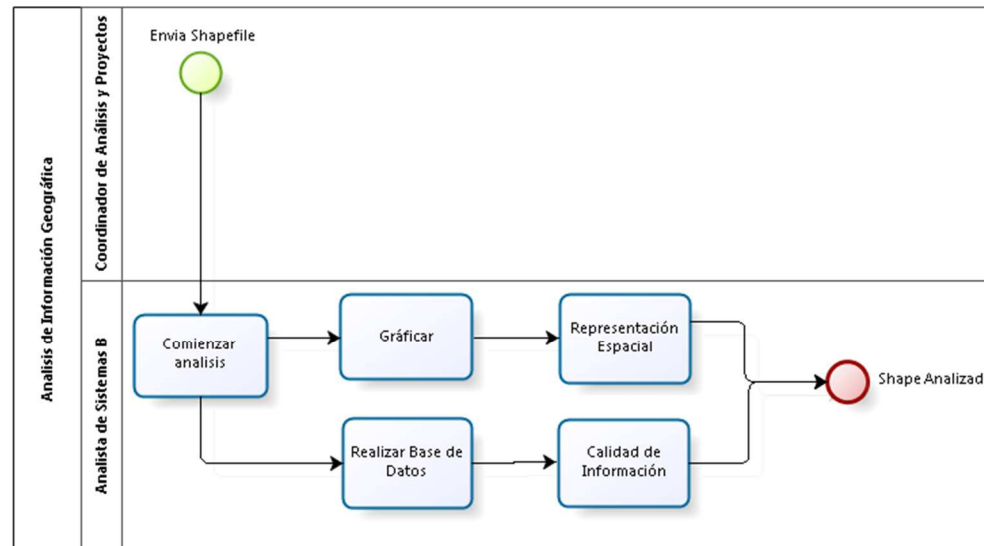 Analisis de Información Geográfica
Coordinador de Análisis y Proyectos
Envia Shapefile
Analista de Sistemas B
Comienzar
analisis
Gráficar
Representación
Espacial
Realizar Base de
Datos
Calidad de
Información
Shape Analizad